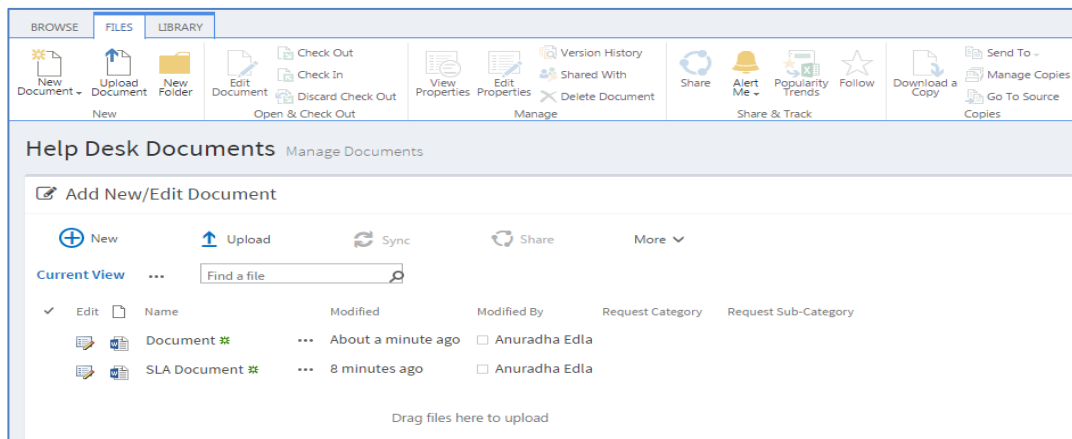 BROWSE FILES LIBRARY
New Document Upload Document New Folder
New
Edit Document Check Out Check In Discard Check Out
Open & Check Out
View Properties Edit Properties Version History Shared With Delete Document
Manage
Share Alert Me Popularity Trends Follow
Share & Track
Download a Copy Send To Manage Copies Go To Source
Copies
Help Desk Documents Manage Documents
Add New/Edit Document
New Upload Sync Share More
Current View ... Find a file
Edit Name Modified Modified By Request Category Request Sub-Category
Document ... About a minute ago Anuradha Edla
SLA Document ... 8 minutes ago Anuradha Edla
Drag files here to upload